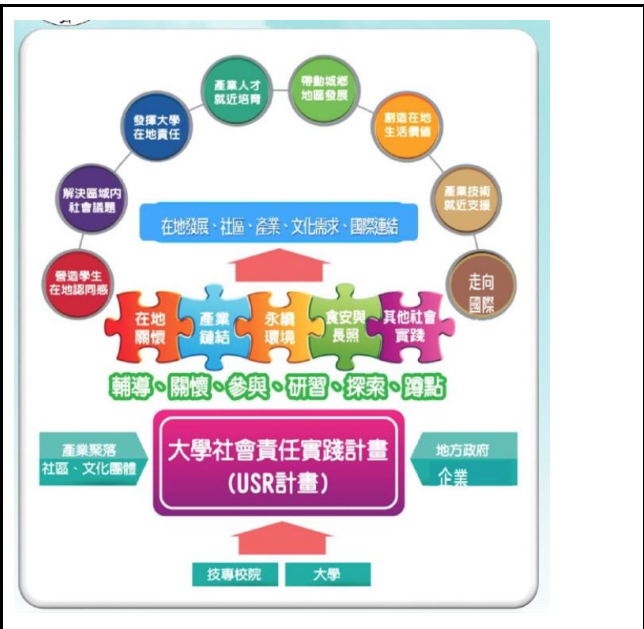 產業人才
就近培育
帶動城鄉
地區發展
發揮大學
在地責任
創造在地
生活價值
解決區域內
社會議題
產業技術
就近支援
營造學生
在地認同感
走向
國際
在地發展、社區、產業、文化需求、國際連結
在地
關懷
產業
鏈結
永續
環境
食安與
長照
其他社會
實踐
輔導、關懷、參與、研習、探索、蹲點
產業聚落
社區、文化團體
大學社會責任實踐計畫
(USR計畫)
地方政府
企業
技專校院
大學